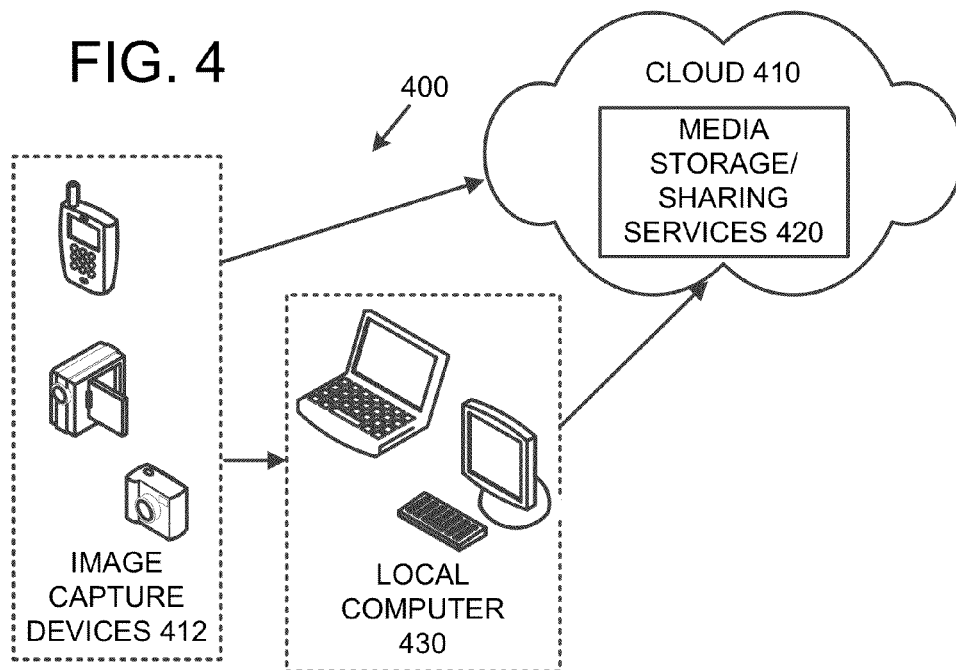 FIG. 4
400
CLOUD 410
MEDIA
STORAGE/
SHARING
SERVICES 420
IMAGE
CAPTURE
DEVICES 412
LOCAL
COMPUTER
430